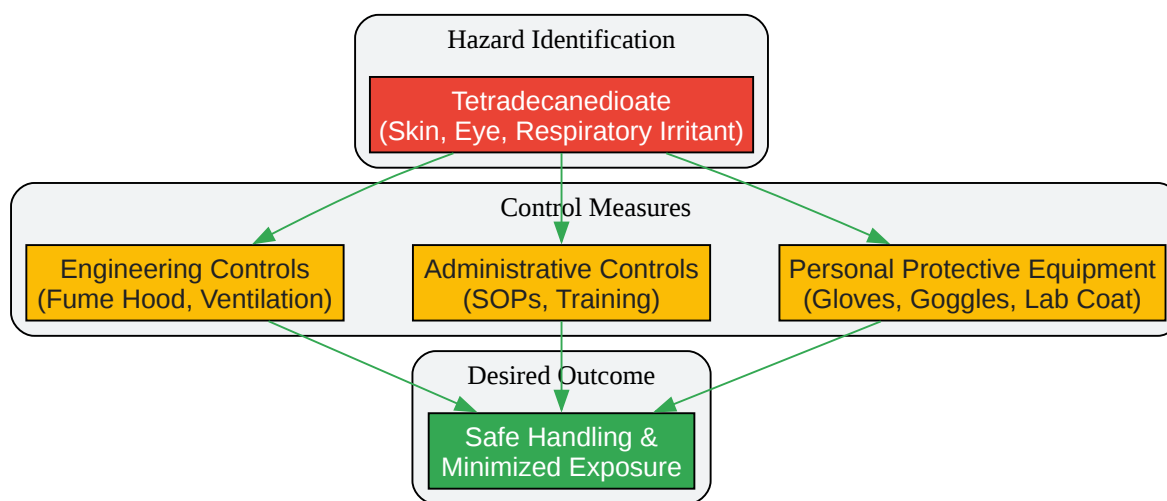 Hazard Identification
Tetradecanedioate
(Skin, Eye, Respiratory Irritant)
Control Measures
Engineering Controls
(Fume Hood, Ventilation)
Administrative Controls
(SOPs, Training)
Personal Protective Equipment
(Gloves, Goggles, Lab Coat)
Desired Outcome
Safe Handling &
Minimized Exposure